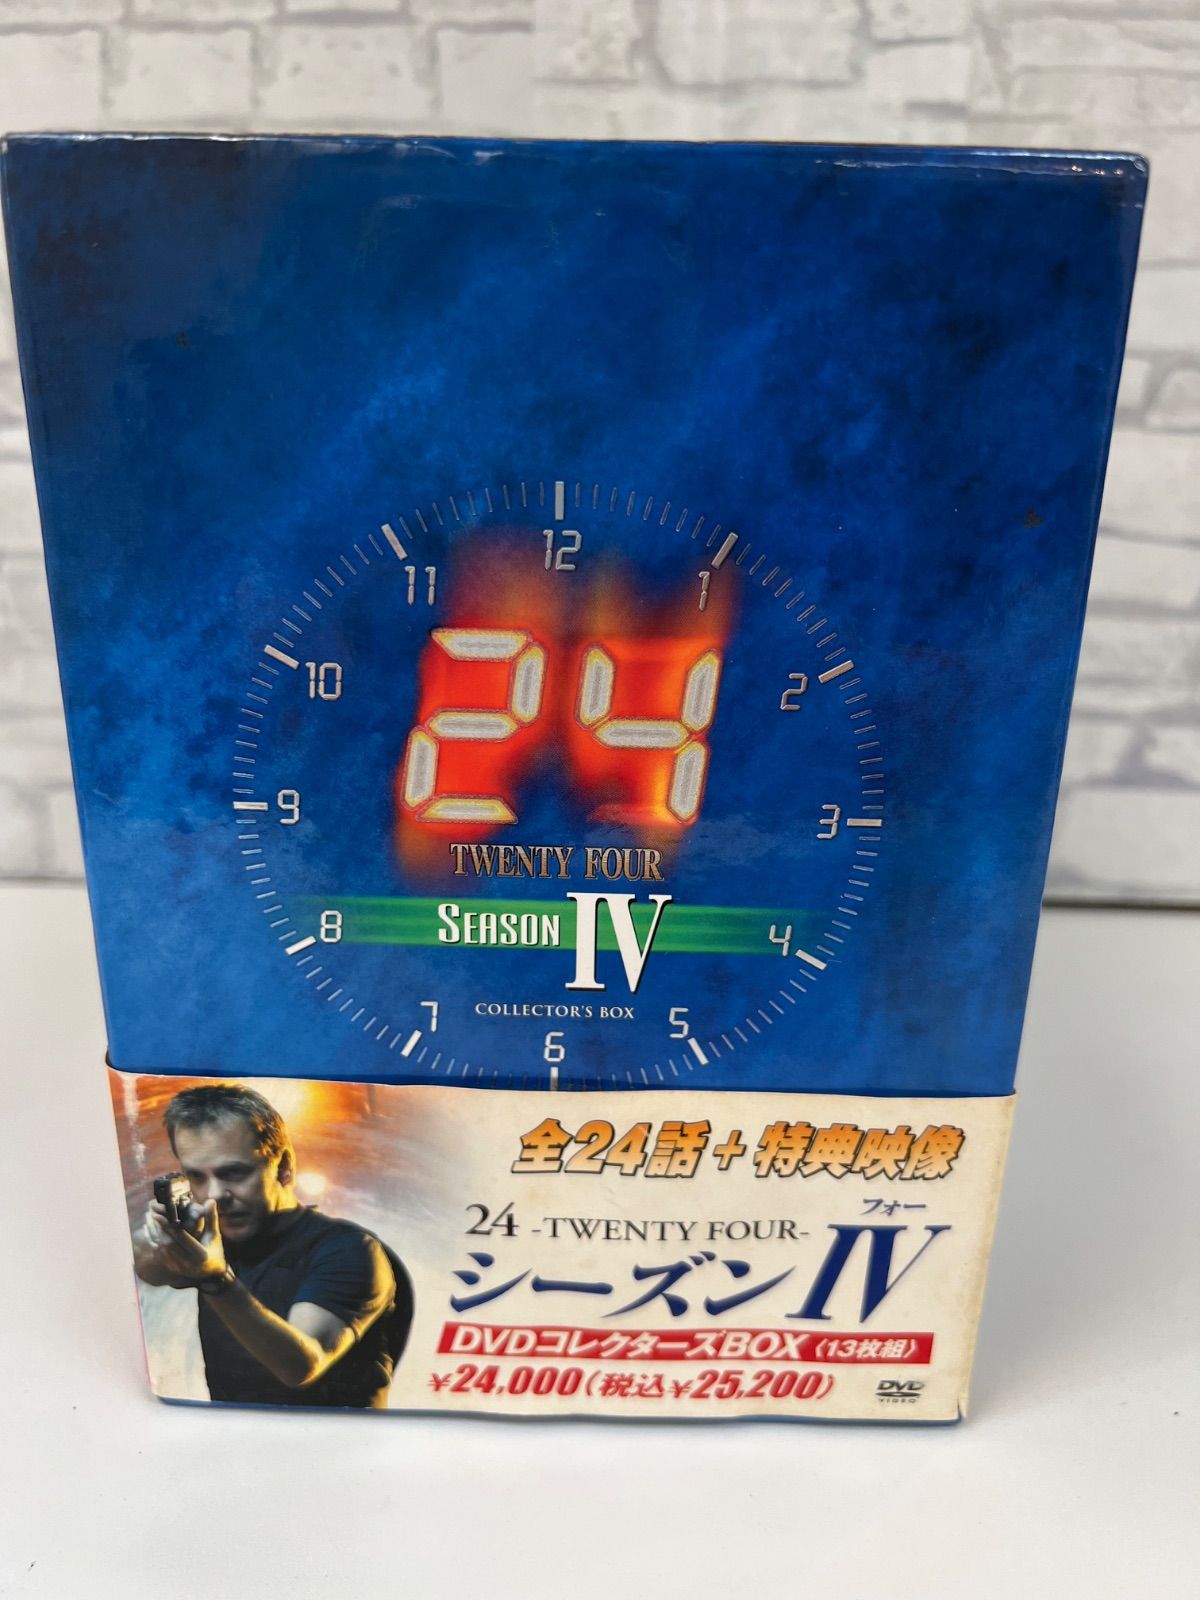 12
11
1
10
2
24
9
3
TWENTY FOUR
8
SEASON IV
4
COLLECTOR'S BOX
7
5
6
全24話+特典映像
フォー
24 -TWENTY FOUR-
シーズンIV
DVDコレクターズBOX〈13枚組〉
¥24,000(税込¥25,200)
DVD
VIDEO